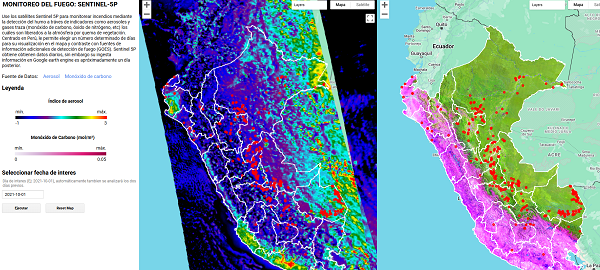 MONITOREO DEL FUEGO: SENTINEL-5P
Use los satélites Sentinel 5P para monitorear incendios mediante
la detección del humo a través de indicadores como aerosoles y
gases traza (monóxido de carbono, óxido de nitrógeno, etc) los
cuales son liberados a la atmósfera por quema de vegetación.
Centrado en Perú, le permite elegir un número determinado de días
para su visualización en el mapa y contraste con fuentes de
información adicionales de detección de fuego (GOES). Sentinel 5P
obtiene obtienen datos diarios, sin embargo su ingesta
información en Google earth engine es aproximadamente un día
posterior.
Fuente de Datos: Aerosol Monóxido de carbono
Leyenda
Índice de aerosol
mín. máx.
-1 3
Monóxido de Carbono (mol/m²)
mín. máx.
0 0.05
Seleccionar fecha de interes
2021-10-01
Ejecutar Reset Map
Layers Mapa Satélite
Layers Mapa
Quito
Ecuador
Guayaquil
ACRE
La Paz